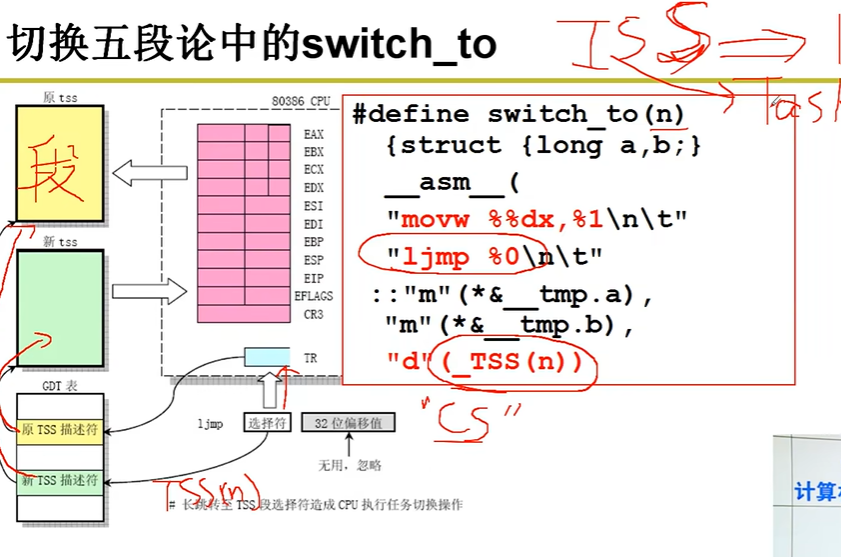 切换五段论中的switch_to
TSS
Task
原 tss
段
新 tss
80386 CPU
EAX
EBX
ECX
EDX
ESI
EDI
EBP
ESP
EIP
EFLAGS
CR3
TR
GDT 表
原 TSS 描述符
新 TSS 描述符
TSS(n)
ljmp
选择符
32 位偏移值
无用，忽略
# 长跳转至 TSS 段选择符造成 CPU 执行任务切换操作
#define switch_to(n)
{struct {long a,b;}
__asm__(
"movw %%dx,%1\n\t"
"ljmp %0\n\t"
::"m"(*&__tmp.a),
"m"(*&__tmp.b),
"d"(_TSS(n))
"CS"
计算